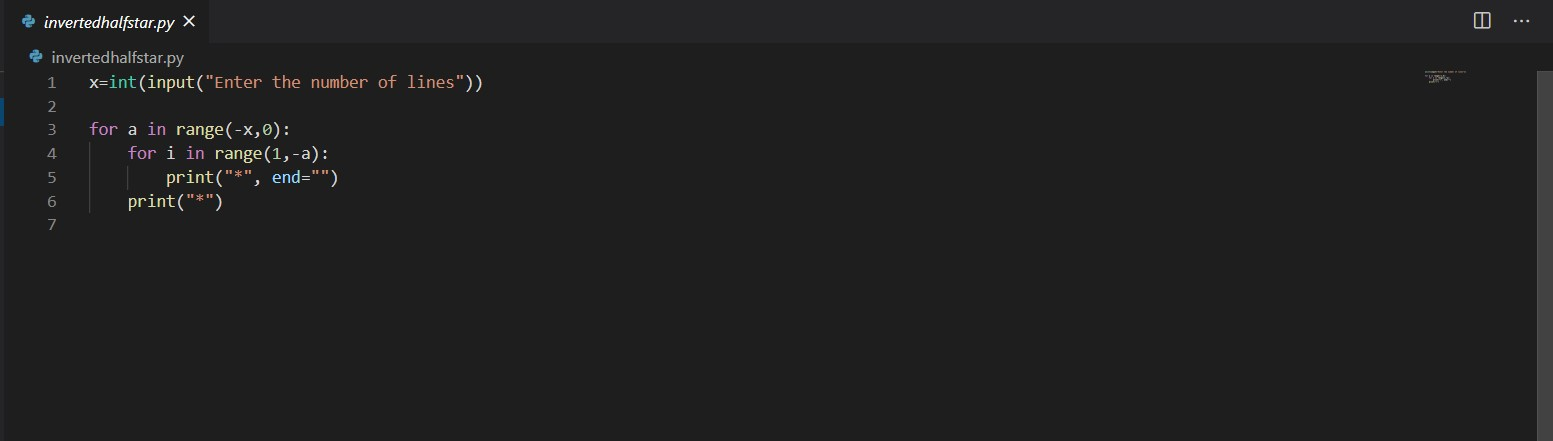 invertedhalfstar.py
invertedhalfstar.py
1 x=int(input("Enter the number of lines"))
2
3 for a in range(-x,0):
4     for i in range(1,-a):
5         print("*", end="")
6     print("*")
7